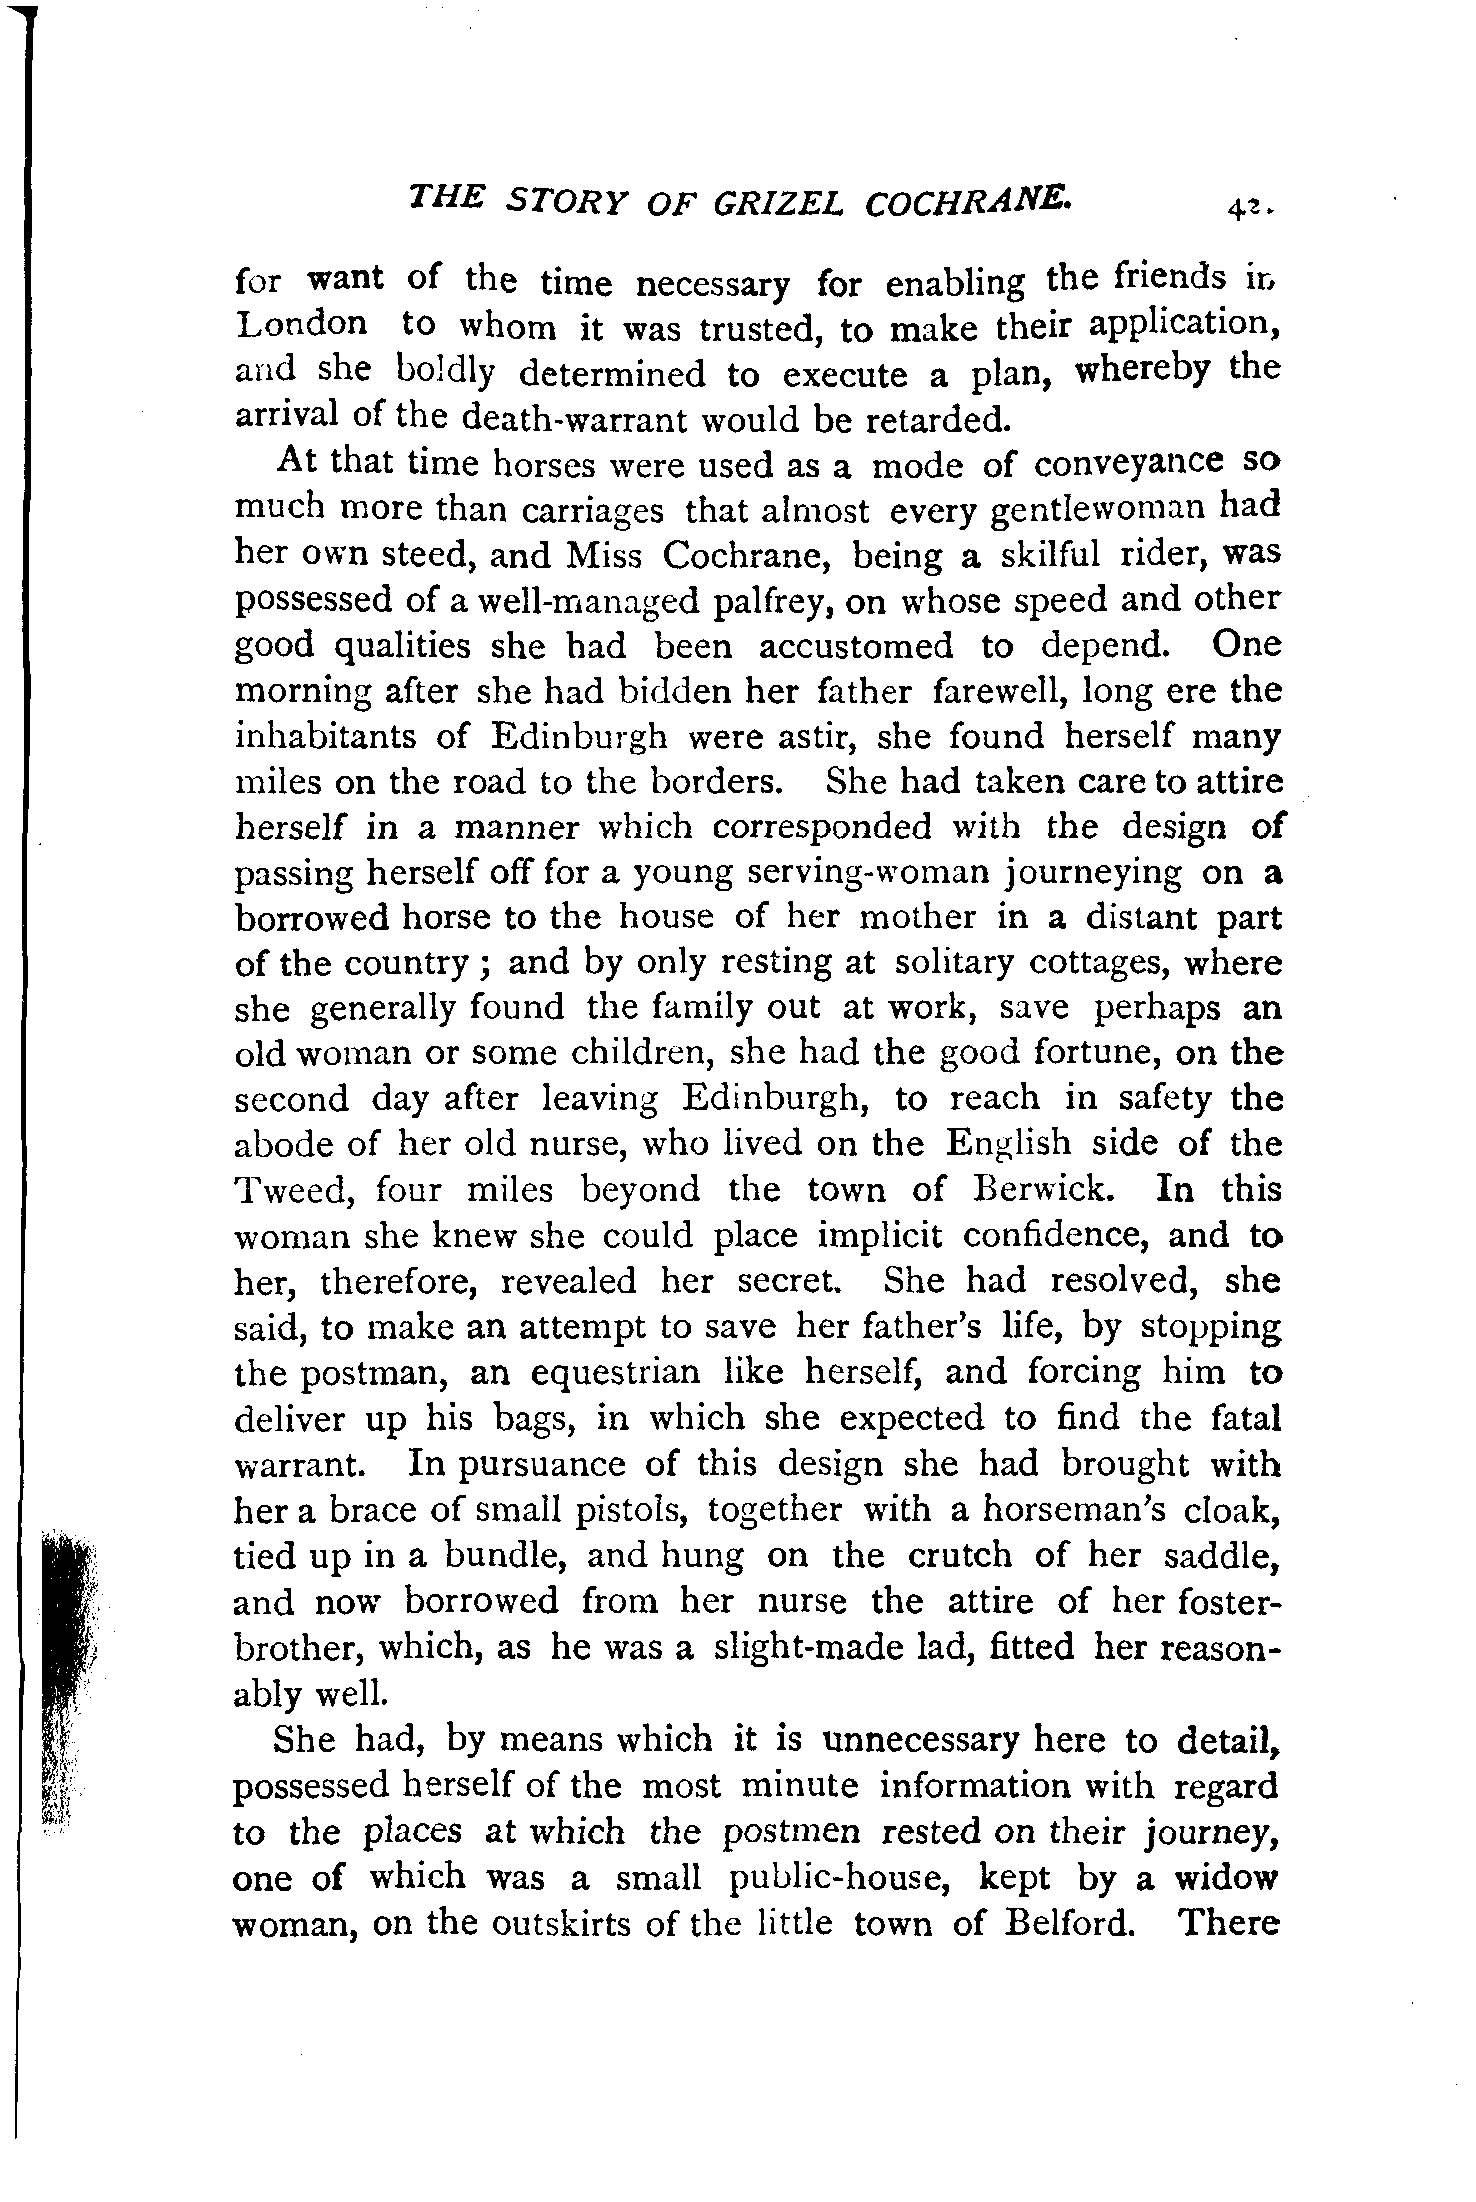 THE STORY OF GRIZEL COCHRANE. 42.
for want of the time necessary for enabling the friends in
London to whom it was trusted, to make their application,
and she boldly determined to execute a plan, whereby the
arrival of the death-warrant would be retarded.
At that time horses were used as a mode of conveyance so
much more than carriages that almost every gentlewoman had
her own steed, and Miss Cochrane, being a skilful rider, was
possessed of a well-managed palfrey, on whose speed and other
good qualities she had been accustomed to depend. One
morning after she had bidden her father farewell, long ere the
inhabitants of Edinburgh were astir, she found herself many
miles on the road to the borders. She had taken care to attire
herself in a manner which corresponded with the design of
passing herself off for a young serving-woman journeying on a
borrowed horse to the house of her mother in a distant part
of the country ; and by only resting at solitary cottages, where
she generally found the family out at work, save perhaps an
old woman or some children, she had the good fortune, on the
second day after leaving Edinburgh, to reach in safety the
abode of her old nurse, who lived on the English side of the
Tweed, four miles beyond the town of Berwick. In this
woman she knew she could place implicit confidence, and to
her, therefore, revealed her secret. She had resolved, she
said, to make an attempt to save her father's life, by stopping
the postman, an equestrian like herself, and forcing him to
deliver up his bags, in which she expected to find the fatal
warrant. In pursuance of this design she had brought with
her a brace of small pistols, together with a horseman's cloak,
tied up in a bundle, and hung on the crutch of her saddle,
and now borrowed from her nurse the attire of her foster-
brother, which, as he was a slight-made lad, fitted her reason-
ably well.
She had, by means which it is unnecessary here to detail,
possessed herself of the most minute information with regard
to the places at which the postmen rested on their journey,
one of which was a small public-house, kept by a widow
woman, on the outskirts of the little town of Belford. There